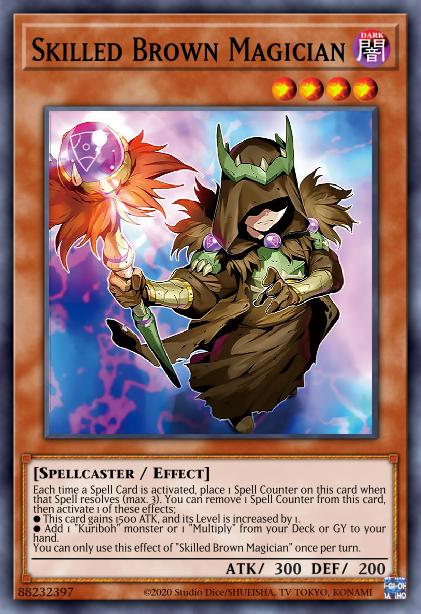 Skilled Brown Magician
DARK
闇
[Spellcaster / Effect]
Each time a Spell Card is activated, place 1 Spell Counter on this card when
that Spell resolves (max. 3). You can remove 1 Spell Counter from this card,
then activate 1 of these effects;
● This card gains 1500 ATK, and its Level is increased by 1.
● Add 1 "Kuriboh" monster or 1 "Multiply" from your Deck or GY to your
hand.
You can only use this effect of "Skilled Brown Magician" once per turn.
ATK/ 300 DEF/ 200
88232397
©2020 Studio Dice/SHUEISHA, TV TOKYO, KONAMI